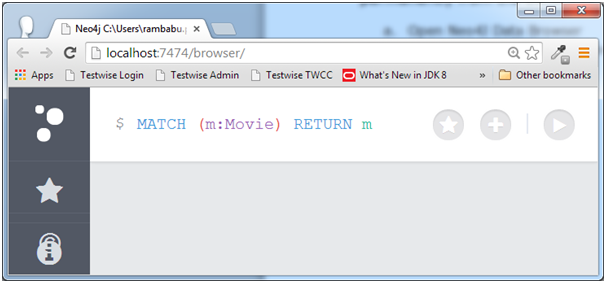 Neo4j C:\Users\rambabu.p
a. Open Neo4J Data Browser
localhost:7474/browser/
Apps Testwise Login Testwise Admin Testwise TWCC What's New in JDK 8 » Other bookmarks
$ MATCH (m:Movie) RETURN m